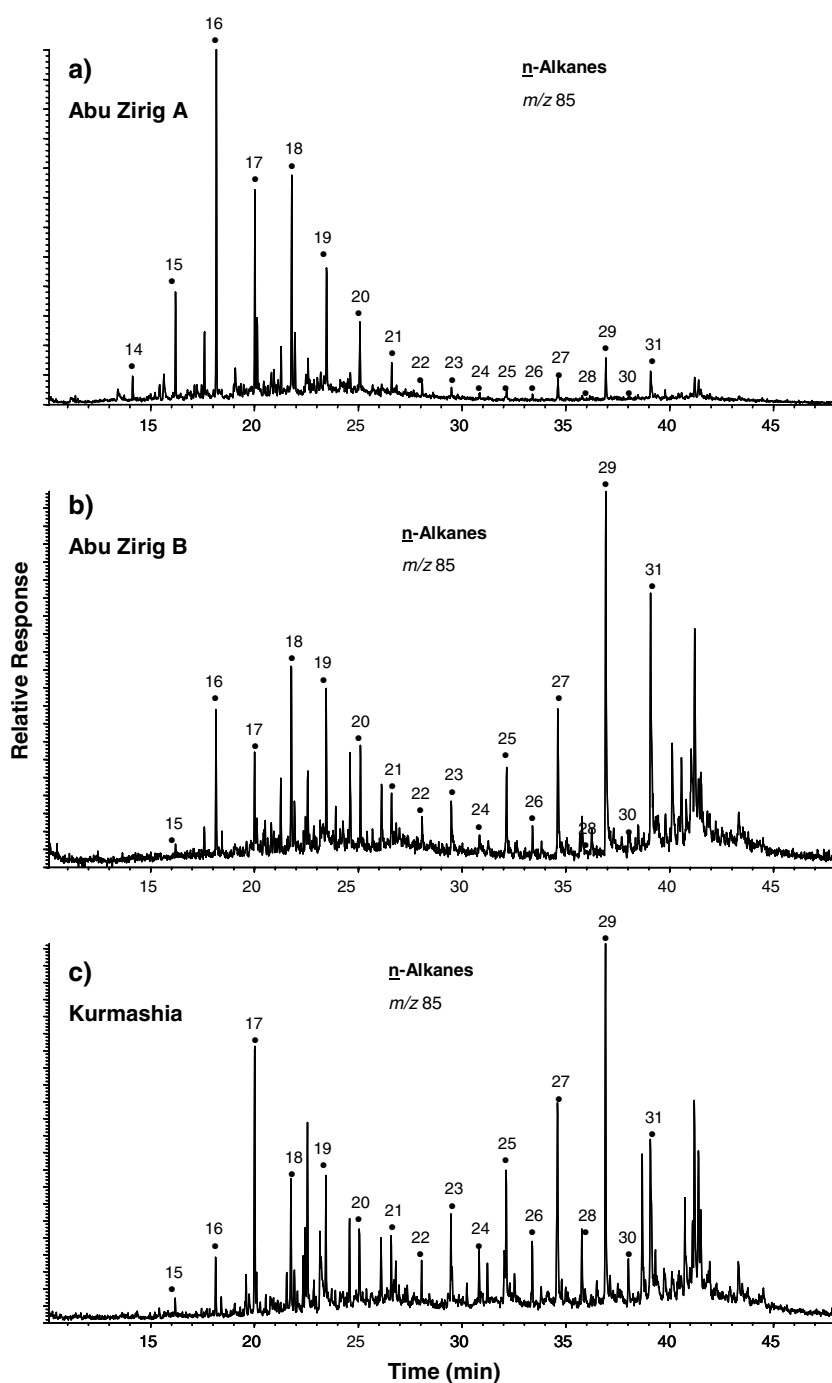 a)
Abu Zirig A
n-Alkanes
m/z 85
14 15 16 17 18 19 20 21 22 23 24 25 26 27 28 29 30 31
15 20 25 30 35 40 45
b)
Abu Zirig B
n-Alkanes
m/z 85
15 16 17 18 19 20 21 22 23 24 25 26 27 28 29 30 31
15 20 25 30 35 40 45
c)
Kurmashia
n-Alkanes
m/z 85
15 16 17 18 19 20 21 22 23 24 25 26 27 28 29 30 31
15 20 25 30 35 40 45
Relative Response
Time (min)